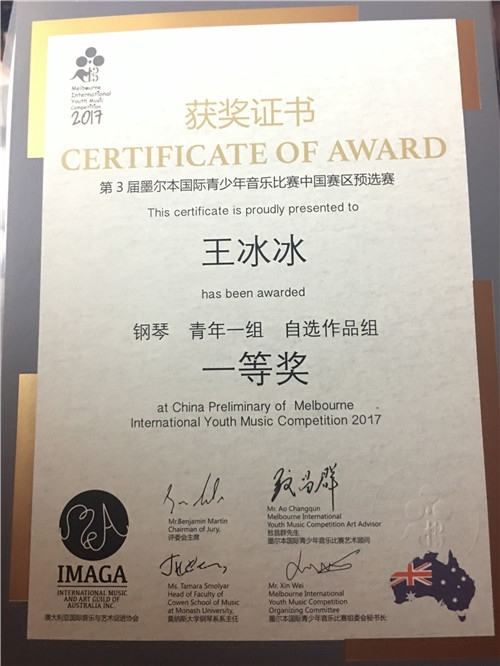 Melbourne
International
Youth Music
Competition
2017
获奖证书
CERTIFICATE OF AWARD
第3届墨尔本国际青少年音乐比赛中国赛区预选赛
This certificate is proudly presented to
王冰冰
has been awarded
钢琴 青年一组 自选作品组
一等奖
at China Preliminary of Melbourne
International Youth Music Competition 2017
Mr.Benjamin Martin
Chairman of Jury,
评委会主席
Mr. Ao Changqun
Melbourne International
Youth Music Competition Art Advisor
敖昌群先生
墨尔本国际青少年音乐比赛艺术顾问
IMAGA
INTERNATIONAL MUSIC
AND ART GUILD OF
AUSTRALIA INC.
澳大利亚国际音乐与艺术促进协会
Ms. Tamara Smolyar
Head of Faculty of
Cowen School of Music
at Monash University,
莫纳斯大学钢琴系系主任
Mr. Xin Wei
Melbourne International
Youth Music Competition
Organizing Committee
墨尔本国际青少年音乐比赛组委会秘书长